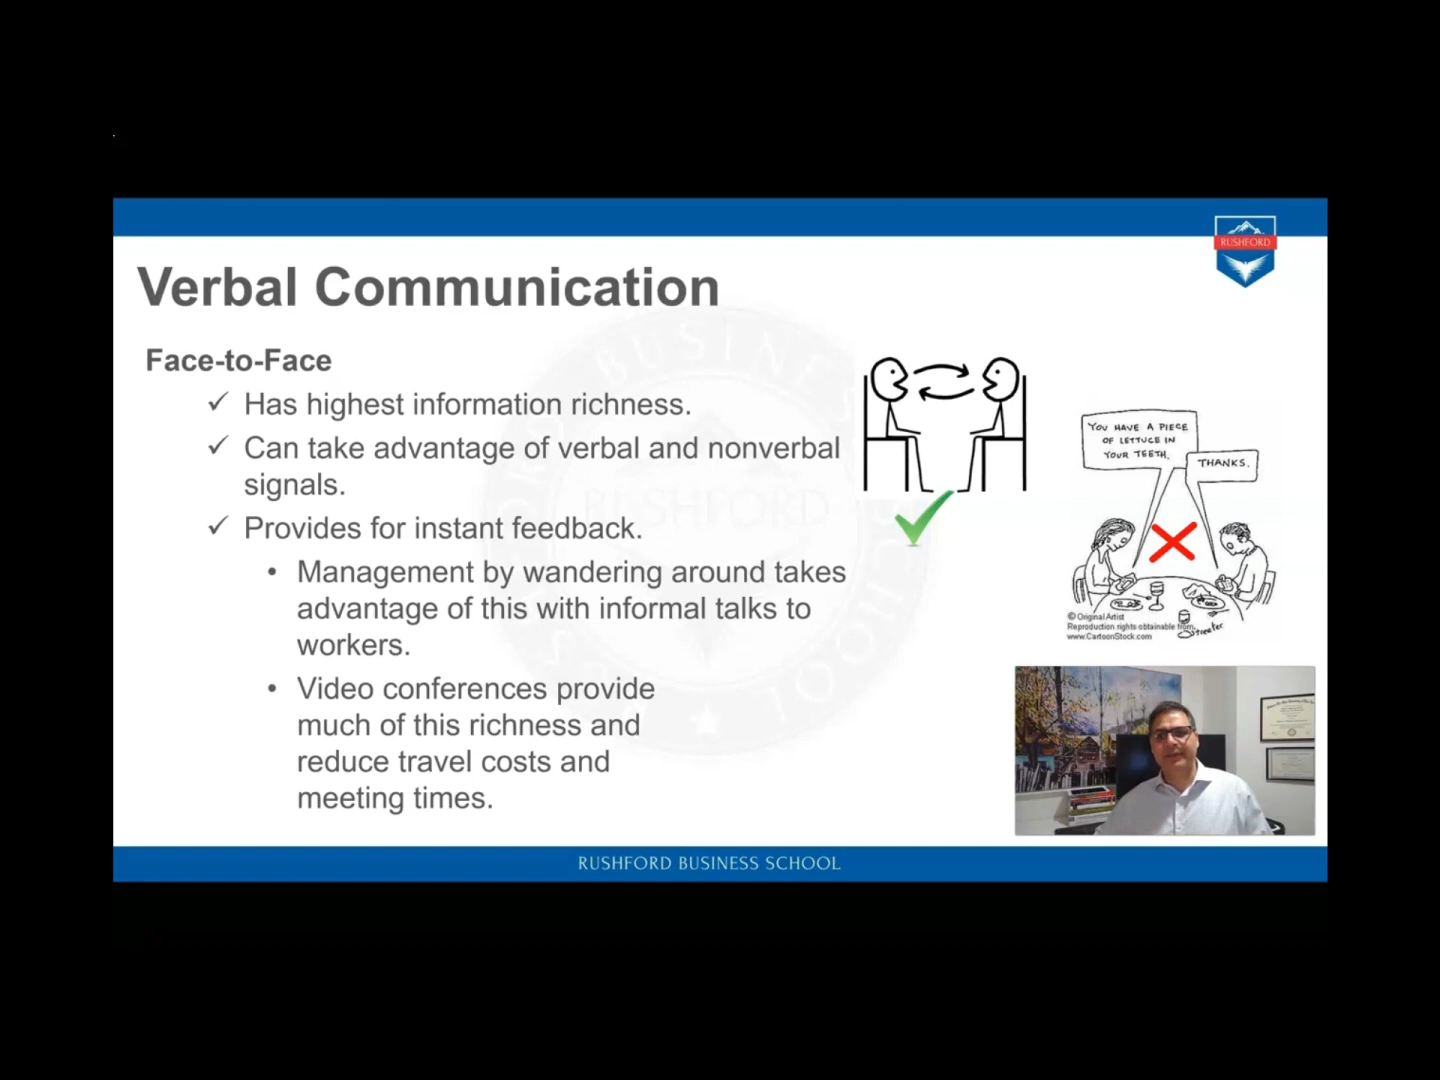 RUSHFORD
Verbal Communication
Face-to-Face
✓ Has highest information richness.
✓ Can take advantage of verbal and nonverbal
signals.
✓ Provides for instant feedback.
• Management by wandering around takes
advantage of this with informal talks to
workers.
• Video conferences provide
much of this richness and
reduce travel costs and
meeting times.
YOU HAVE A PIECE
OF LETTUCE IN
YOUR TEETH.
THANKS.
© Original Artist
Reproduction rights obtainable from
www.CartoonStock.com
Streeter
RUSHFORD BUSINESS SCHOOL